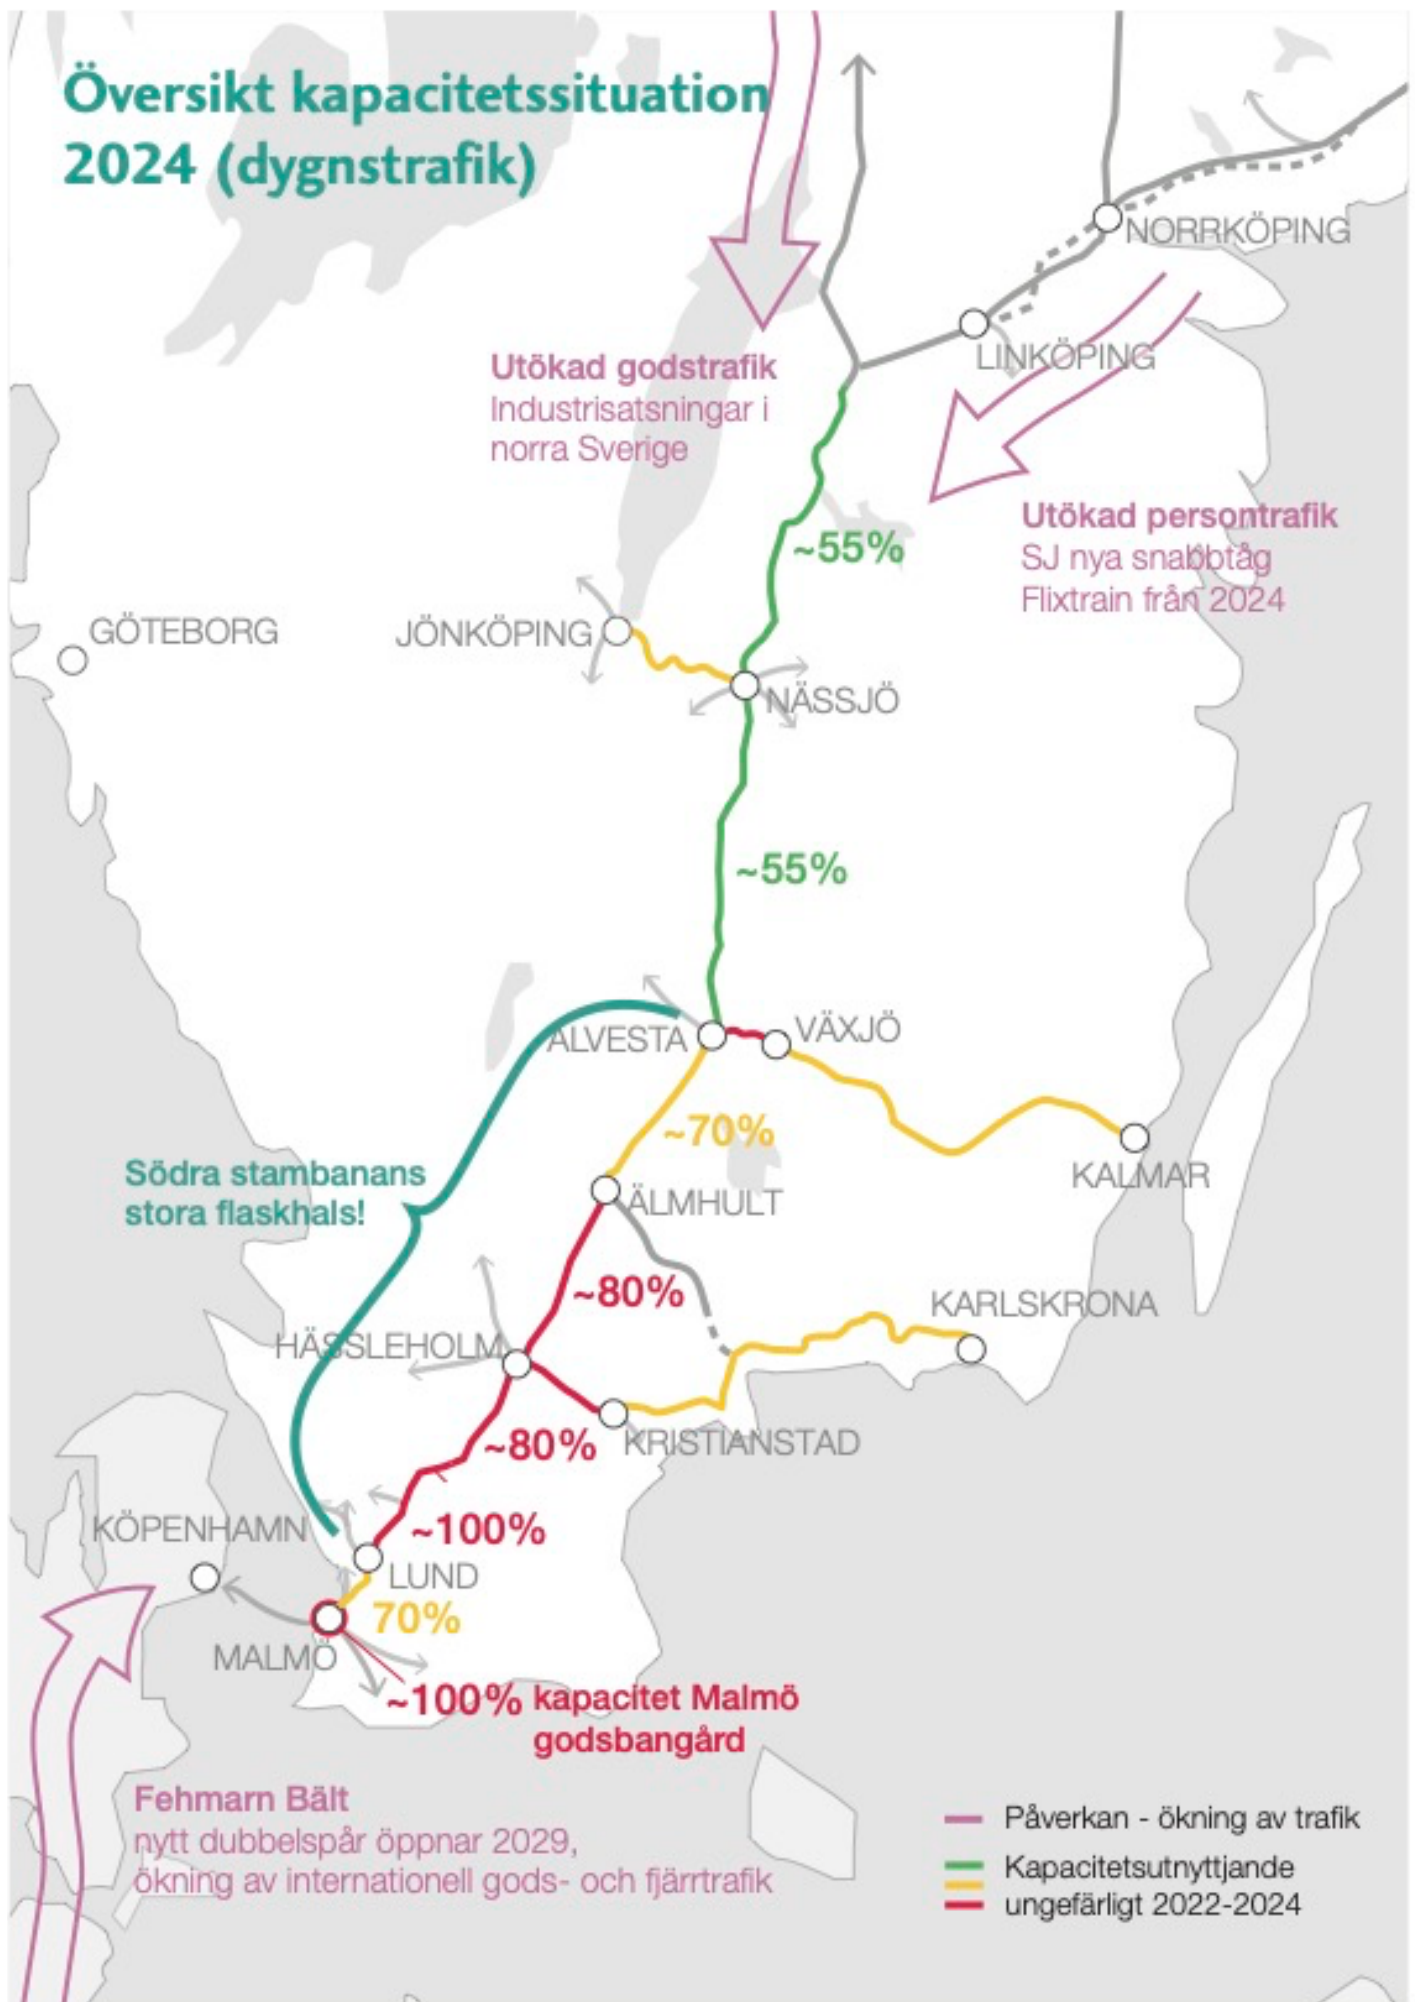 Översikt kapacitetssituation
2024 (dygnstrafik)
NORRKÖPING
LINKÖPING
Utökad godstrafik
Industrisatsningar i
norra Sverige
Utökad persontrafik
SJ nya snabbtåg
Flixtrain från 2024
~55%
GÖTEBORG
JÖNKÖPING
NÄSSJÖ
~55%
ALVESTA
VÄXJÖ
~70%
KALMAR
Södra stambanans
stora flaskhals!
ÄLMHULT
~80%
KARLSKRONA
HÄSSLEHOLM
~80%
KRISTIANSTAD
KÖPENHAMN
~100%
LUND
70%
MALMÖ
~100% kapacitet Malmö
godsbangård
Fehmarn Bält
nytt dubbelspår öppnar 2029,
ökning av internationell gods- och fjärrtrafik
Påverkan - ökning av trafik
Kapacitetsutnyttjande
ungefärligt 2022-2024